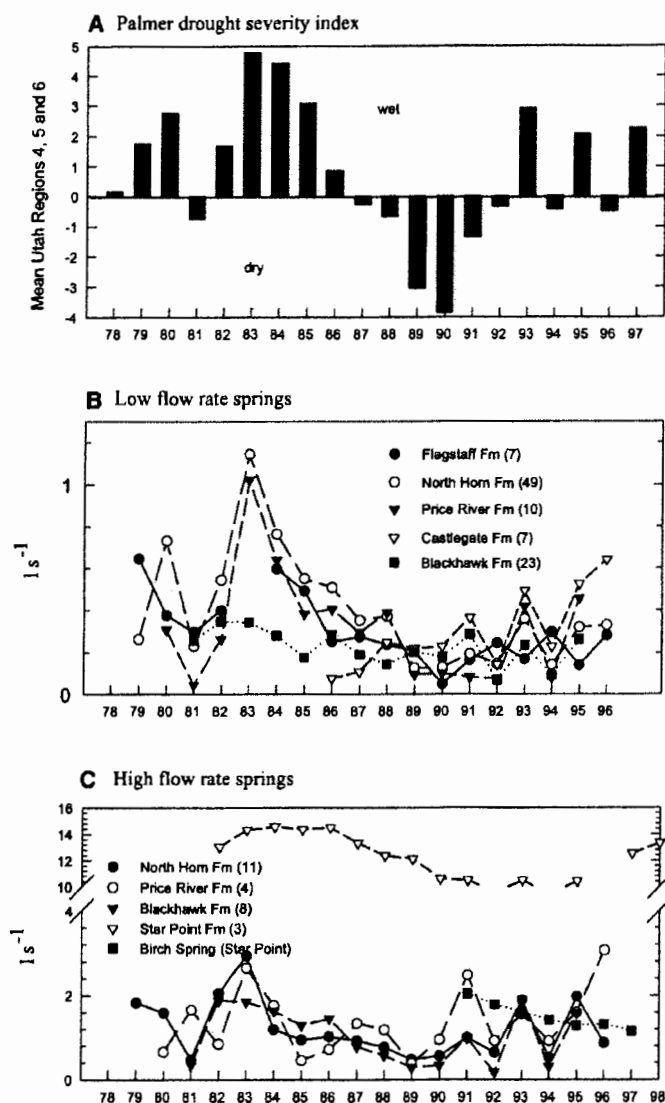 A Palmer drought severity index
Mean Utah Regions 4, 5 and 6
5
4
3
2
1
0
-1
-2
-3
-4
wet
dry
78 79 80 81 82 83 84 85 86 87 88 89 90 91 92 93 94 95 96 97
B Low flow rate springs
l s⁻¹
1
0
Flagstaff Fm (7)
North Horn Fm (49)
Price River Fm (10)
Castlegate Fm (7)
Blackhawk Fm (23)
78 79 80 81 82 83 84 85 86 87 88 89 90 91 92 93 94 95 96
C High flow rate springs
l s⁻¹
16
14
12
10
4
2
0
North Horn Fm (11)
Price River Fm (4)
Blackhawk Fm (8)
Star Point Fm (3)
Birch Spring (Star Point)
78 79 80 81 82 83 84 85 86 87 88 89 90 91 92 93 94 95 96 97 98